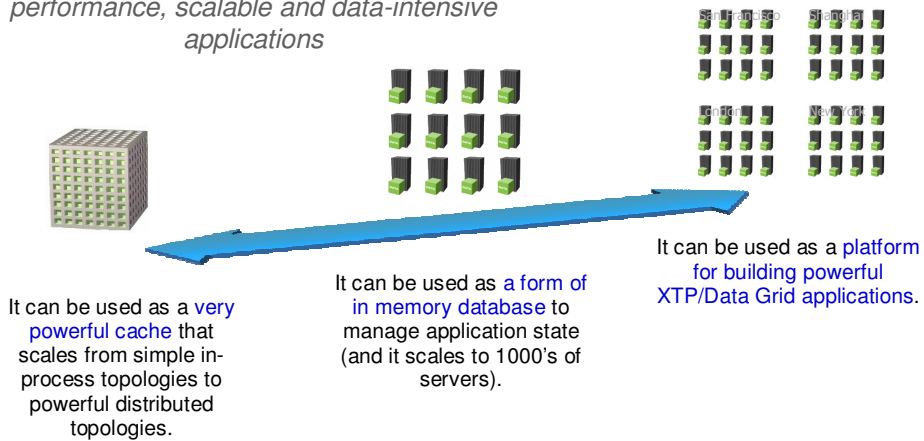 performance, scalable and data-intensive
applications
San Francisco
Shanghai
London
New York
It can be used as a very
powerful cache that
scales from simple in-
process topologies to
powerful distributed
topologies.
It can be used as a form of
in memory database to
manage application state
(and it scales to 1000's of
servers).
It can be used as a platform
for building powerful
XTP/Data Grid applications.